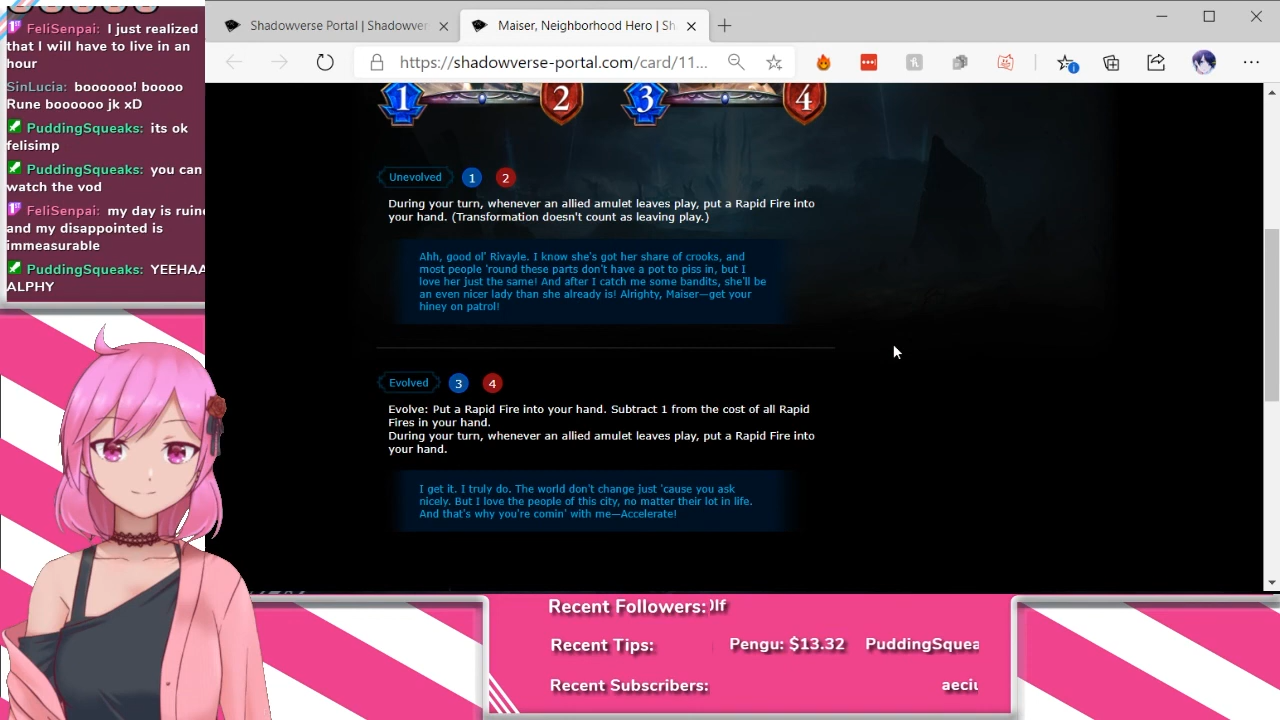 FeliSenpai: I just realized
that I will have to live in an
hour
SinLucia: boooooo! boooo
Rune boooooo jk xD
PuddingSqueaks: its ok
felisimp
PuddingSqueaks: you can
watch the vod
FeliSenpai: my day is ruine
and my disappointed is
immeasurable
PuddingSqueaks: YEEHAA
ALPHY
Shadowverse Portal | Shadowver
Maiser, Neighborhood Hero | Sh
https://shadowverse-portal.com/card/11...
1 2 3 4
Unevolved 1 2
During your turn, whenever an allied amulet leaves play, put a Rapid Fire into
your hand. (Transformation doesn't count as leaving play.)
Ahh, good ol' Rivayle. I know she's got her share of crooks, and
most people 'round these parts don't have a pot to piss in, but I
love her just the same! And after I catch me some bandits, she'll be
an even nicer lady than she already is! Alrighty, Maiser—get your
hiney on patrol!
Evolved 3 4
Evolve: Put a Rapid Fire into your hand. Subtract 1 from the cost of all Rapid
Fires in your hand.
During your turn, whenever an allied amulet leaves play, put a Rapid Fire into
your hand.
I get it. I truly do. The world don't change just 'cause you ask
nicely. But I love the people of this city, no matter their lot in life.
And that's why you're comin' with me—Accelerate!
Recent Followers: lf
Recent Tips: Pengu: $13.32 PuddingSquea
Recent Subscribers: aeciu